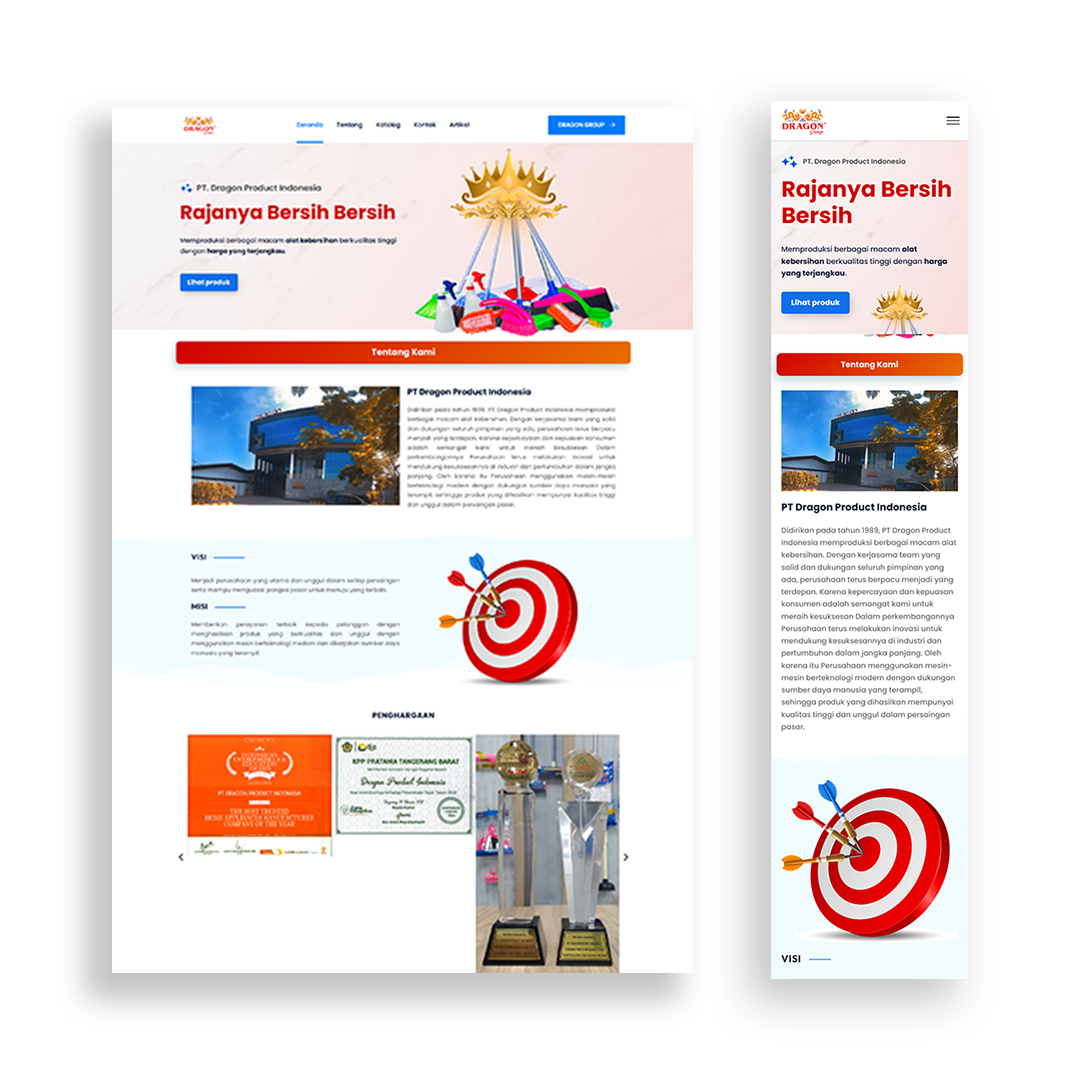 DRAGON
Group
Beranda
Tentang
Katalog
Kontak
Artikel
DRAGON GROUP
PT. Dragon Product Indonesia
Rajanya Bersih Bersih
Memproduksi berbagai macam alat kebersihan berkualitas tinggi
dengan harga yang terjangkau.
Lihat produk
Tentang Kami
PT Dragon Product Indonesia
Didirikan pada tahun 1989, PT Dragon Product Indonesia memproduksi
berbagai macam alat kebersihan. Dengan kerjasama team yang solid
dan dukungan seluruh pimpinan yang ada, perusahaan terus berpacu
menjadi yang terdepan. Karena kepercayaan dan kepuasan konsumen
adalah semangat kami untuk meraih kesuksesan Dalam
perkembangannya Perusahaan terus melakukan inovasi untuk
mendukung kesuksesannya di industri dan pertumbuhan dalam jangka
panjang. Oleh karena itu Perusahaan menggunakan mesin-mesin
berteknologi modern dengan dukungan sumber daya manusia yang
terampil, sehingga produk yang dihasilkan mempunyai kualitas tinggi
dan unggul dalam persaingan pasar.
VISI
Menjadi perusahaan yang utama dan unggul dalam setiap persaingan
serta mampu menguasai pangsa pasar untuk menuju yang terbaik.
MISI
Memberikan pelayanan terbaik kepada pelanggan dengan
menghasilkan produk yang berkualitas dan unggul dengan
menggunakan mesin berteknologi modern dan dikerjakan sumber daya
manusia yang terampil.
PENGHARGAAN
INDONESIAN
ENTREPRENEUR &
EDUCATION
AWARD
PT. DRAGON PRODUCT INDONESIA
THE BEST TRUSTED
HOME APPLIANCES MANUFACTURER
COMPANY OF THE YEAR
KPP PRATAMA TANGERANG BARAT
Dragon Product Indonesia
DRAGON
Group
PT. Dragon Product Indonesia
Rajanya Bersih
Bersih
Memproduksi berbagai macam alat
kebersihan berkualitas tinggi dengan harga
yang terjangkau.
Lihat produk
Tentang Kami
PT Dragon Product Indonesia
Didirikan pada tahun 1989, PT Dragon Product
Indonesia memproduksi berbagai macam alat
kebersihan. Dengan kerjasama team yang
solid dan dukungan seluruh pimpinan yang
ada, perusahaan terus berpacu menjadi yang
terdepan. Karena kepercayaan dan kepuasan
konsumen adalah semangat kami untuk
meraih kesuksesan Dalam perkembangannya
Perusahaan terus melakukan inovasi untuk
mendukung kesuksesannya di industri dan
pertumbuhan dalam jangka panjang. Oleh
karena itu Perusahaan menggunakan mesin-
mesin berteknologi modern dengan dukungan
sumber daya manusia yang terampil,
sehingga produk yang dihasilkan mempunyai
kualitas tinggi dan unggul dalam persaingan
pasar.
VISI